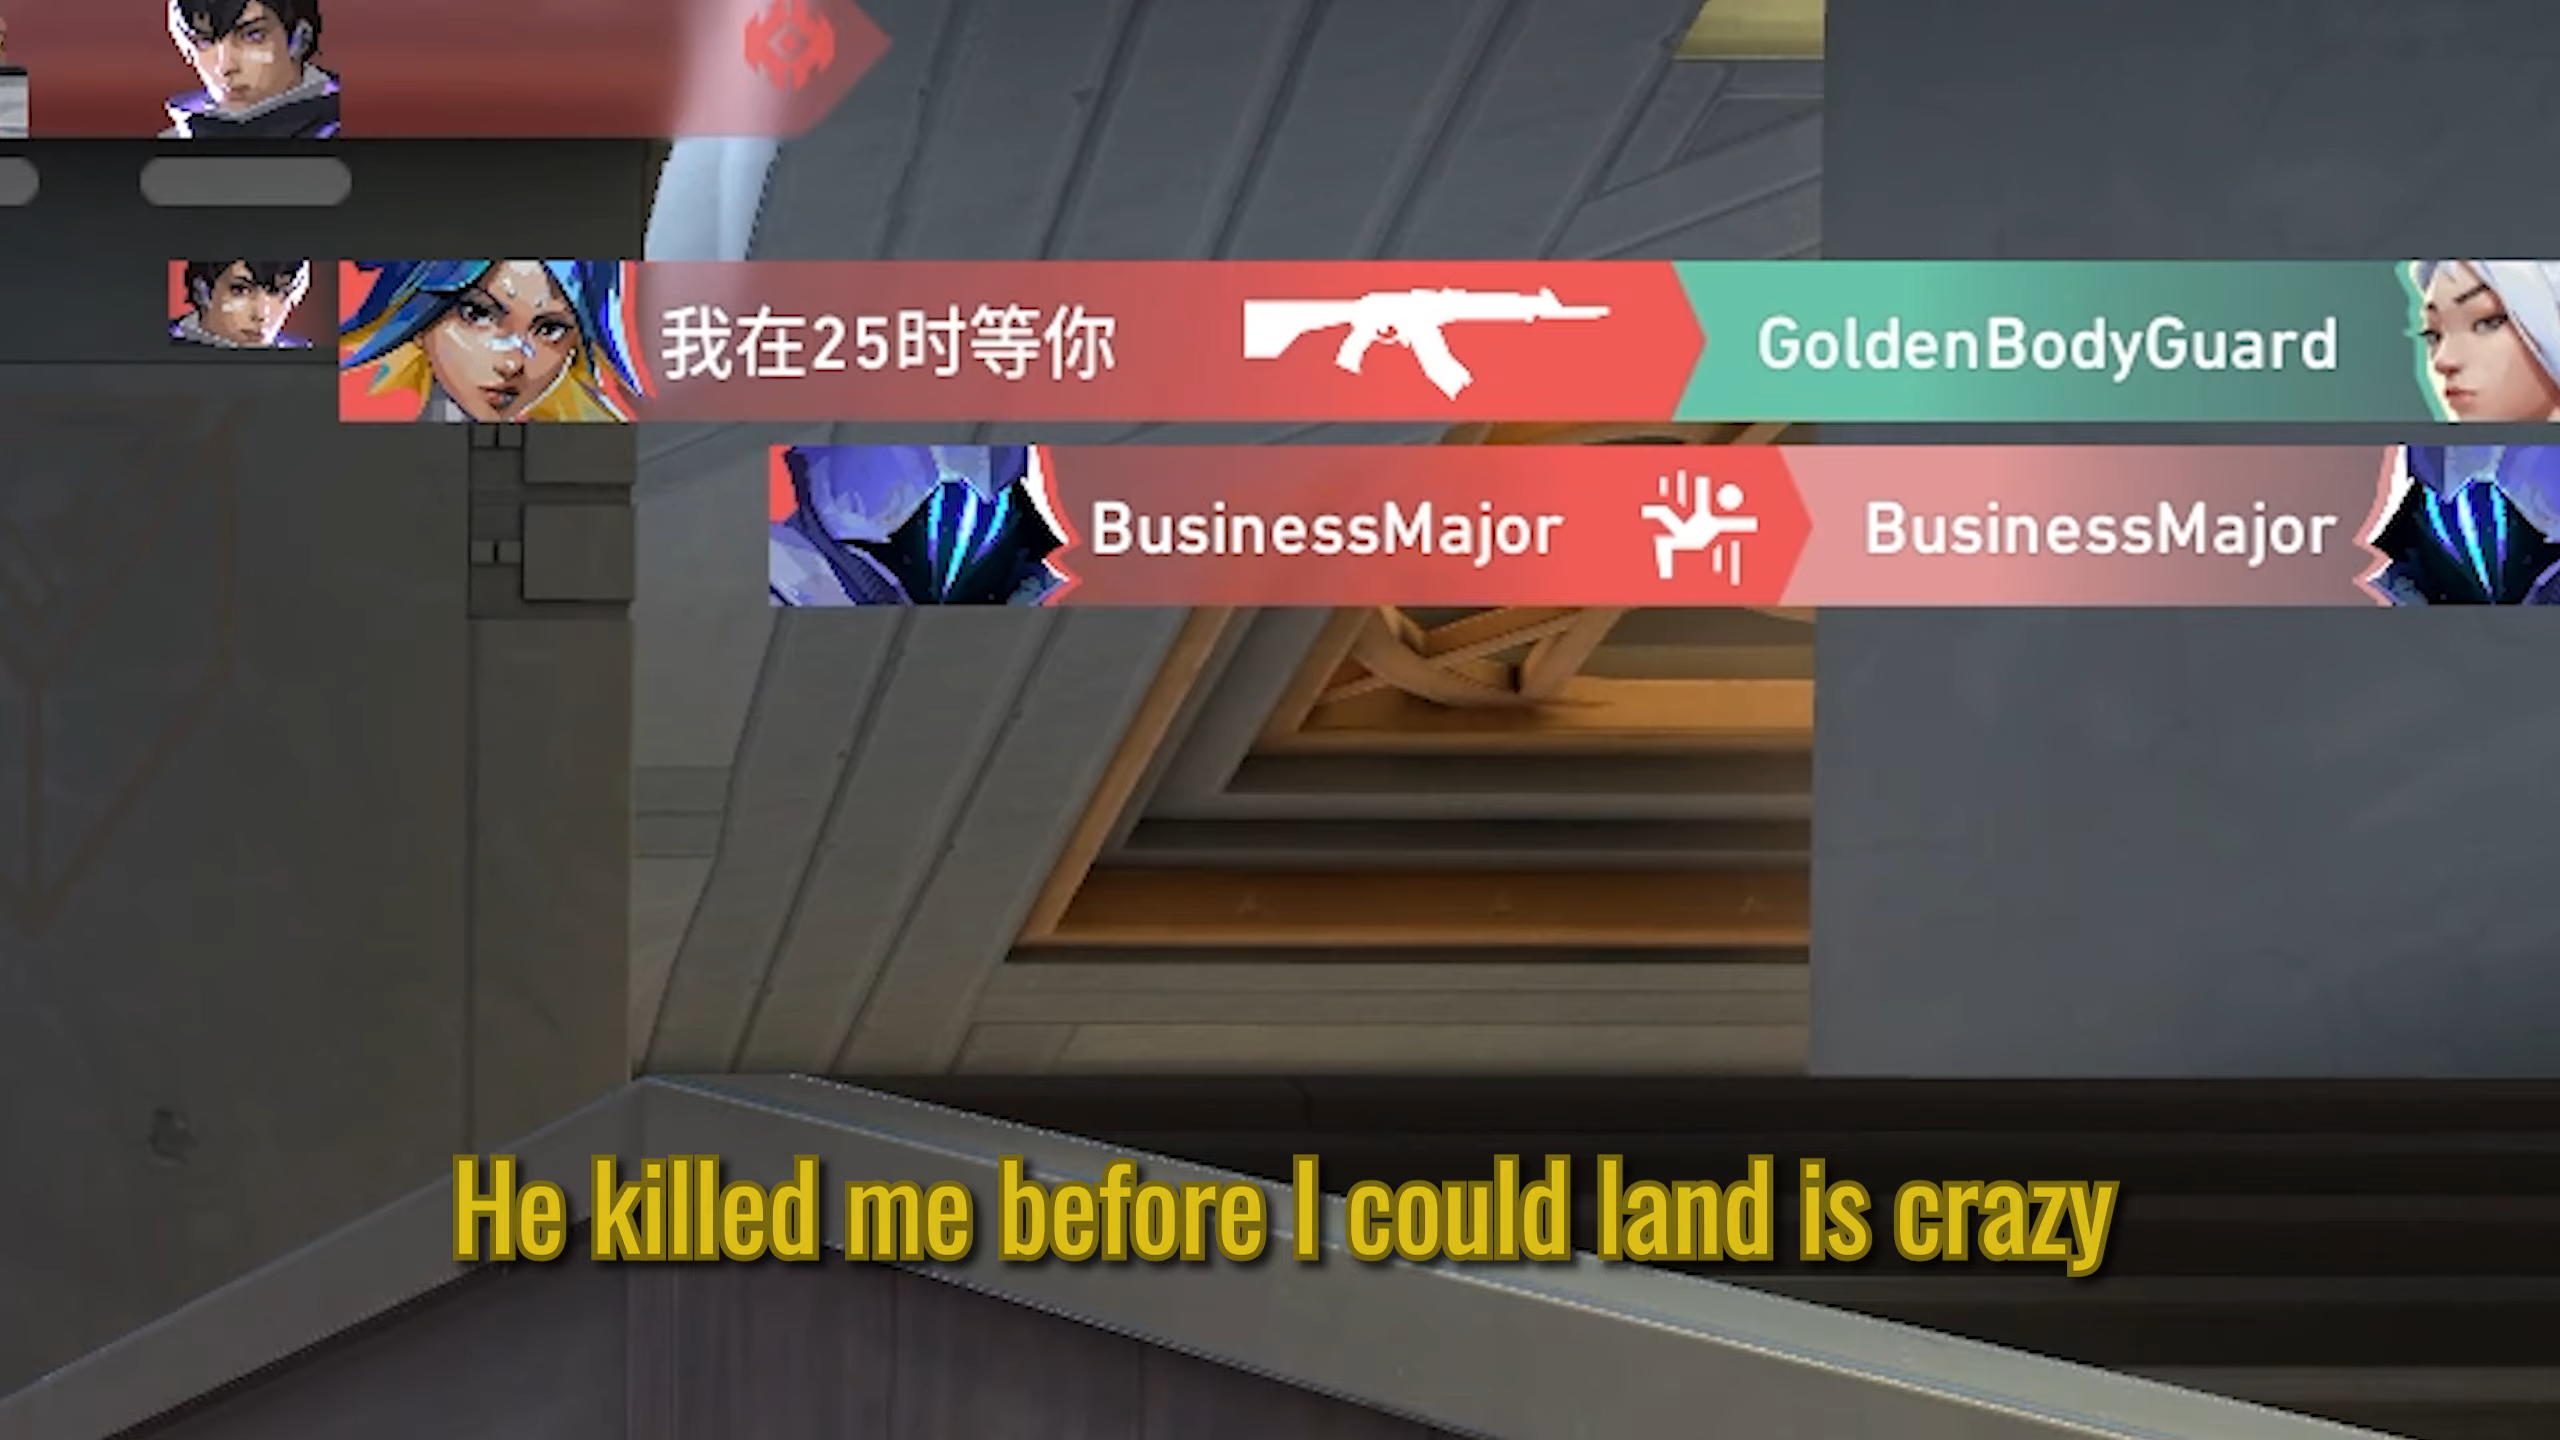 我在25时等你 GoldenBodyGuard
BusinessMajor BusinessMajor
He killed me before I could land is crazy